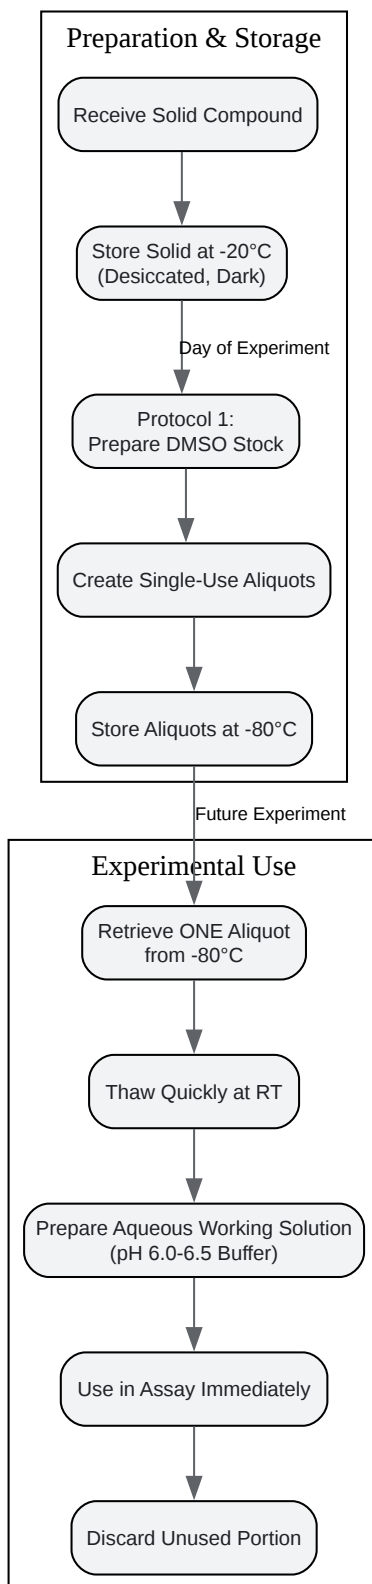 Preparation & Storage
Receive Solid Compound
Store Solid at -20°C
(Desiccated, Dark)
Day of Experiment
Protocol 1:
Prepare DMSO Stock
Create Single-Use Aliquots
Store Aliquots at -80°C
Future Experiment
Experimental Use
Retrieve ONE Aliquot
from -80°C
Thaw Quickly at RT
Prepare Aqueous Working Solution
(pH 6.0-6.5 Buffer)
Use in Assay Immediately
Discard Unused Portion